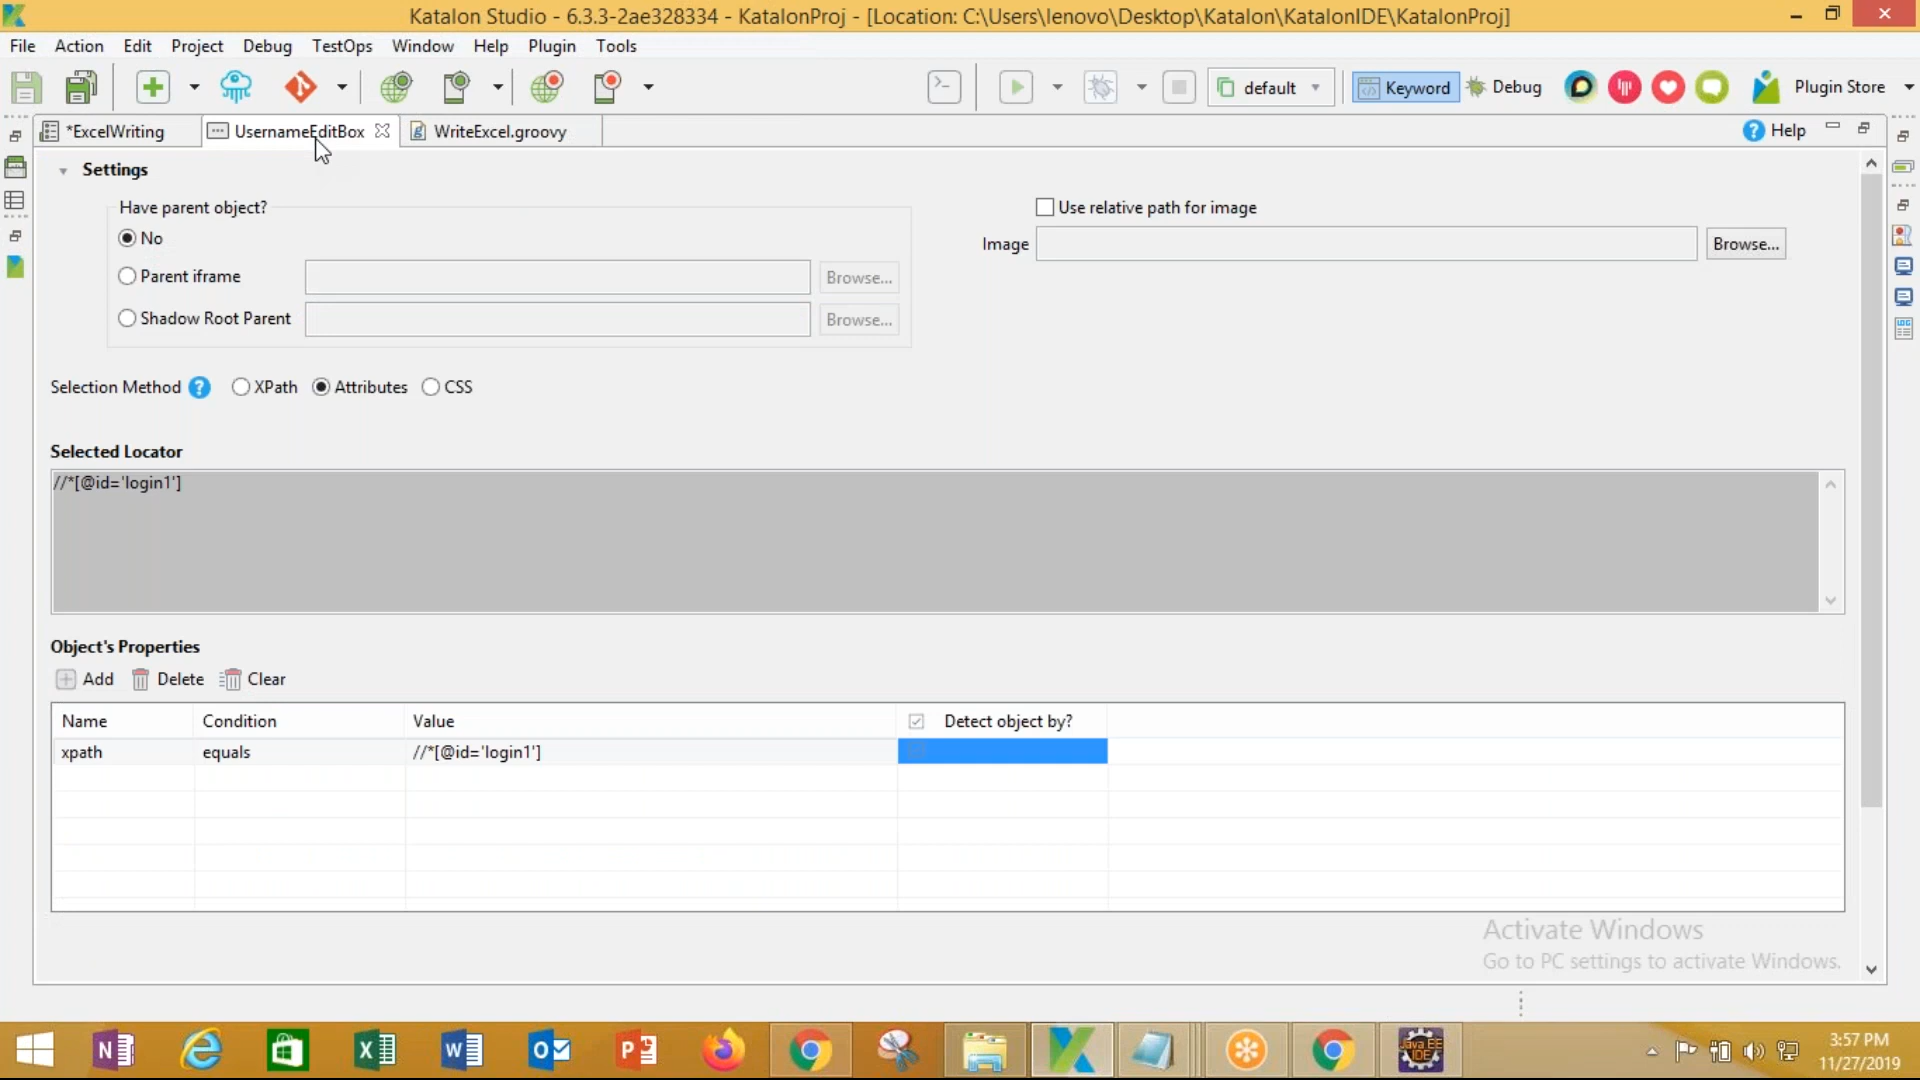 Katalon Studio - 6.3.3-2ae328334 - KatalonProj - [Location: C:\Users\lenovo\Desktop\Katalon\KatalonIDE\KatalonProj]
File Action Edit Project Debug TestOps Window Help Plugin Tools
default Keyword Debug Plugin Store
*ExcelWriting UsernameEditBox WriteExcel.groovy Help
Settings
Have parent object?
No
Parent iframe Browse...
Shadow Root Parent Browse...
Use relative path for image
Image Browse...
Selection Method XPath Attributes CSS
Selected Locator
//*[@id='login1']
Object's Properties
Add Delete Clear
Name Condition Value Detect object by?
xpath equals //*[@id='login1']
Activate Windows
Go to PC settings to activate Windows.
Java EE
IDE
3:57 PM
11/27/2019